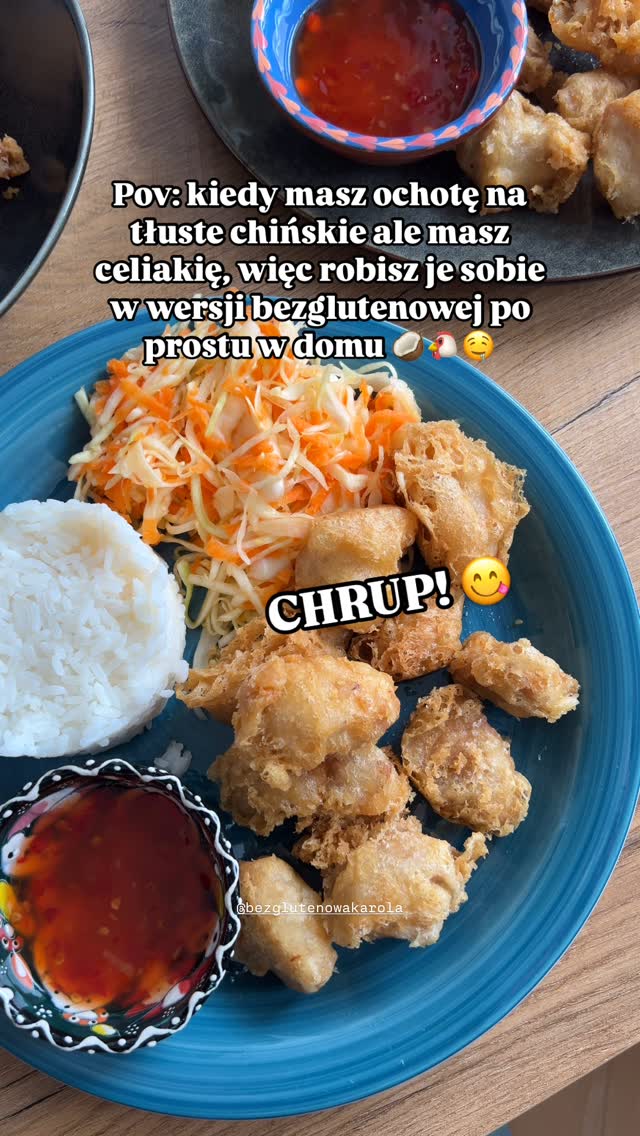 Pov: kiedy masz ochotę na
tłuste chińskie ale masz
celiakię, więc robisz je sobie
w wersji bezglutenowej po
prostu w domu 🥥🐔🤤
CHRUP! 😋
@bezglutenowakarola